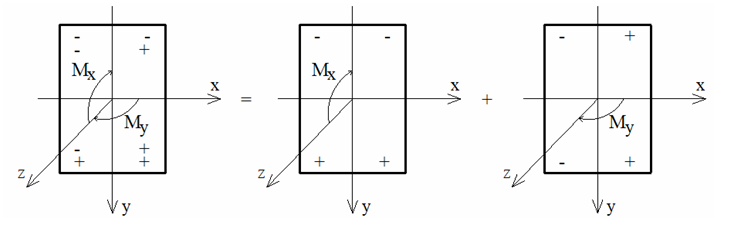 - - - -
- + - +
Mx Mx
x x x
= +
My My
- +
+ + + + - +
z z z
y y y